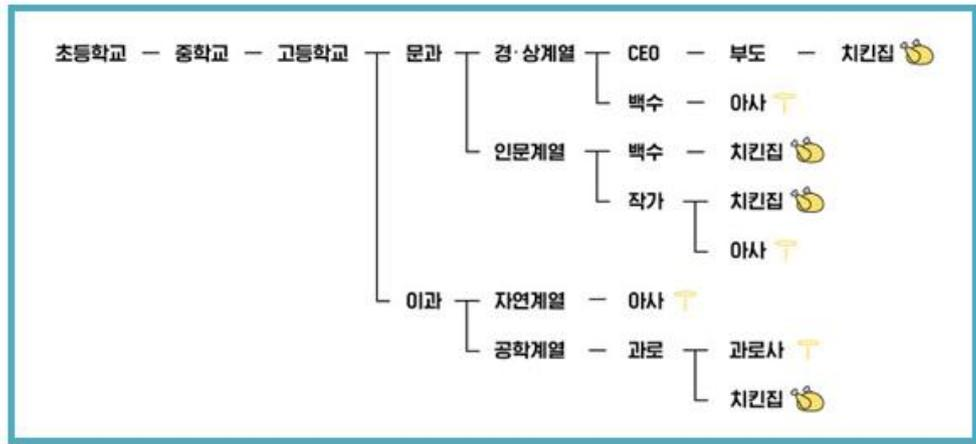 초등학교 중학교 고등학교 문과 경·상계열 CEO 부도 치킨집
백수 아사
인문계열 백수 치킨집
작가 치킨집
아사
이과 자연계열 아사
공학계열 과로 과로사
치킨집